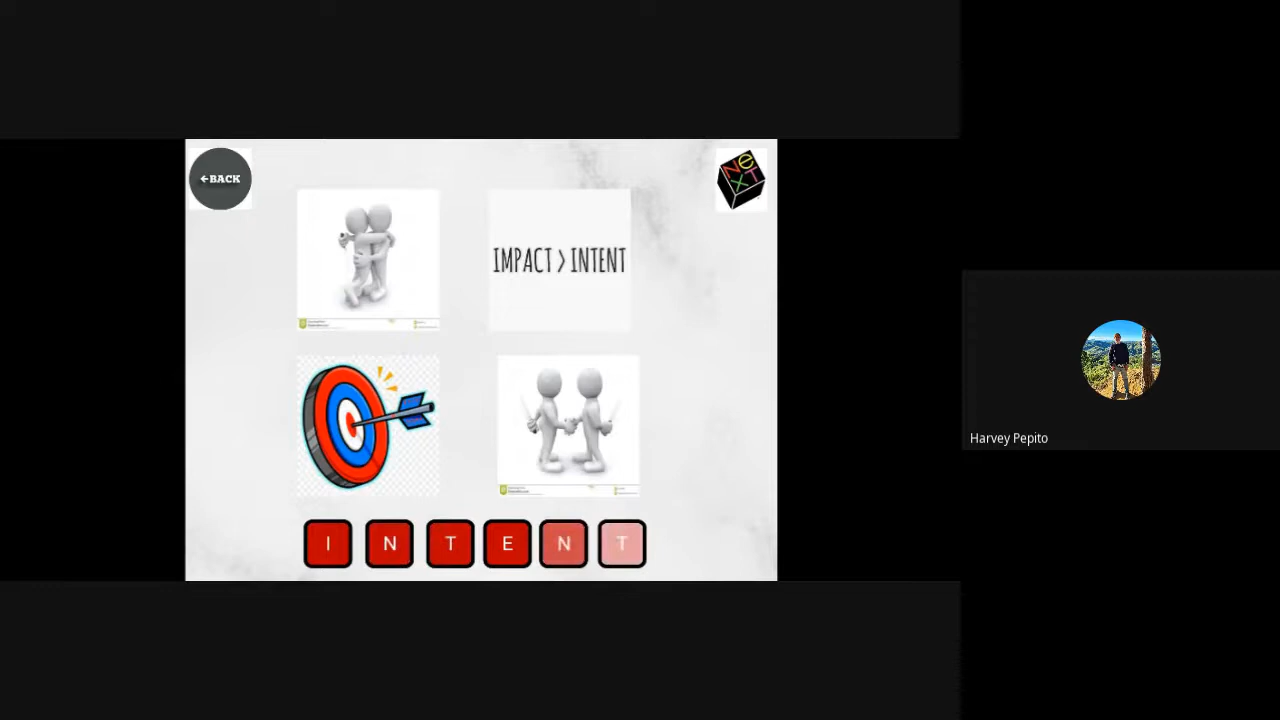 ←BACK
NeXT
IMPACT > INTENT
I N T E N T
Harvey Pepito